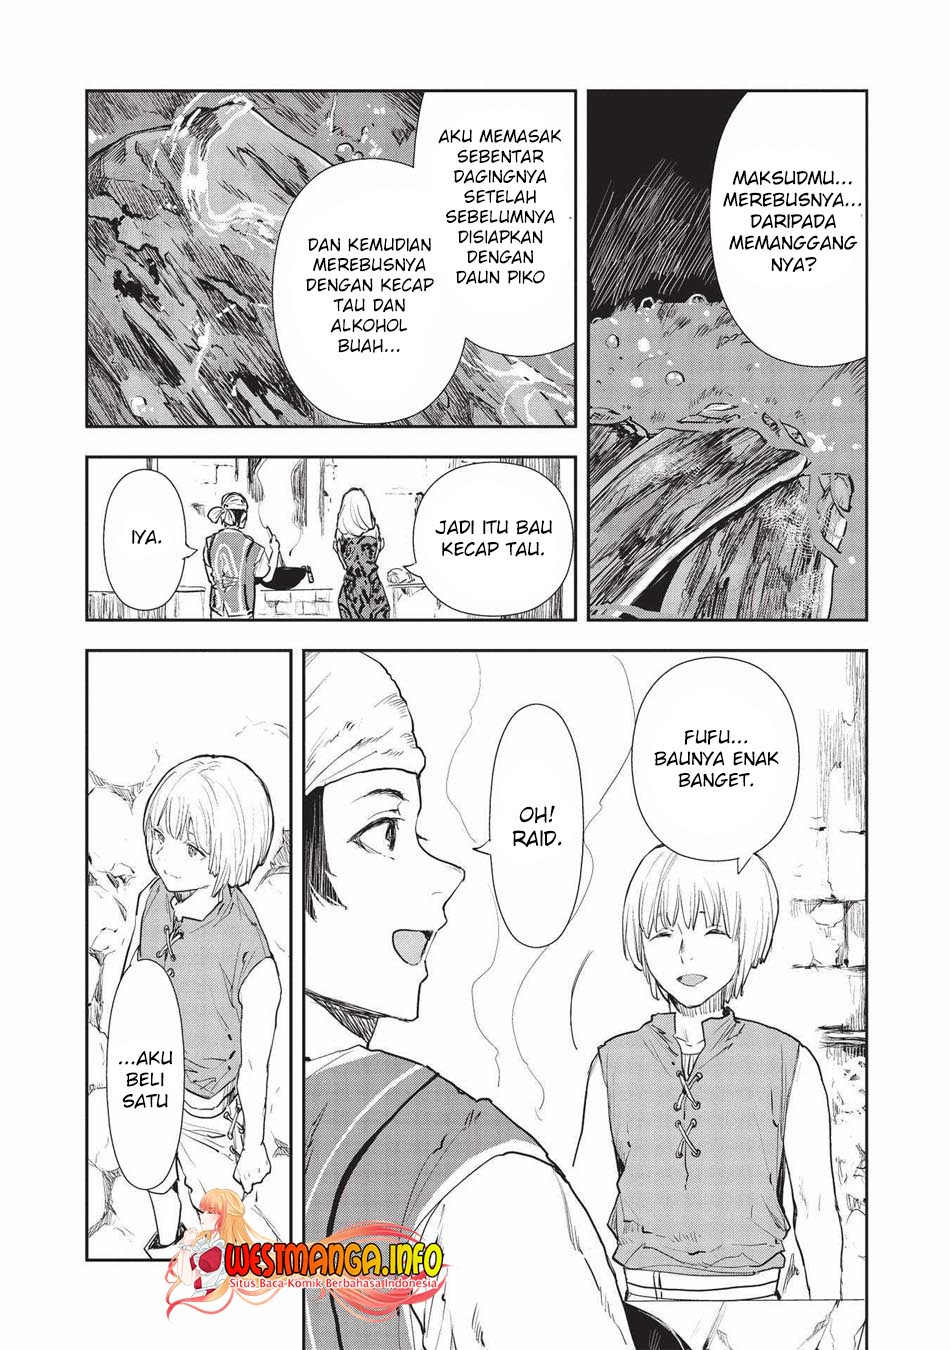 MAKSUDMU...
MEREBUSNYA...
DARIPADA
MEMANGGANG
NYA?
AKU MEMASAK
SEBENTAR
DAGINGNYA
SETELAH
SEBELUMNYA
DISIAPKAN
DENGAN
DAUN PIKO
DAN KEMUDIAN
MEREBUSNYA
DENGAN KECAP
TAU DAN
ALKOHOL
BUAH...
JADI ITU BAU
KECAP TAU.
IYA.
FUFU...
BAUNYA ENAK
BANGET.
OH!
RAID.
...AKU
BELI
SATU
WESTMANGA.INFO
SITUS BACA KOMIK BERBAHASA INDONESIA